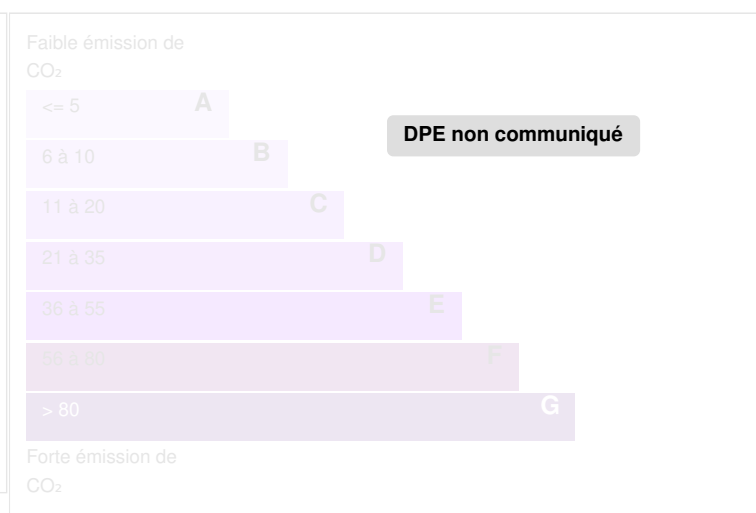 Faible émission de
CO₂
<= 5 A
DPE non communiqué
6 à 10 B
11 à 20 C
21 à 35 D
36 à 55 E
56 à 80 F
> 80 G
Forte émission de
CO₂